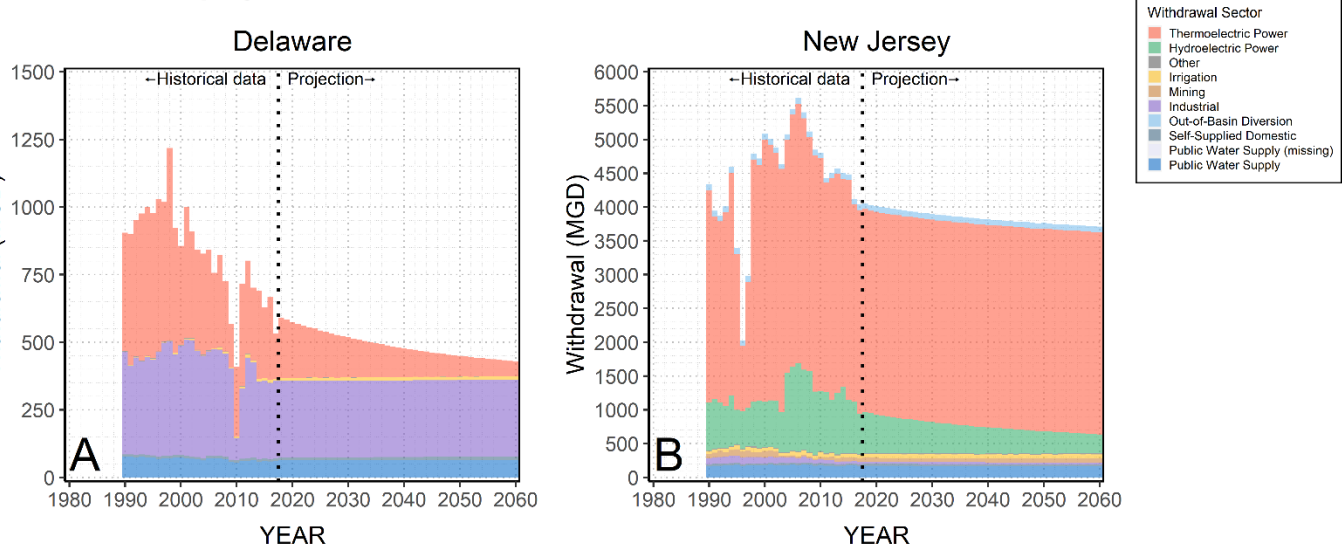 Delaware
1500
1000
750
500
250
0
←Historical data
Projection→
A
1980 1990 2000 2010 2020 2030 2040 2050 2060
YEAR
New Jersey
Withdrawal (MGD)
6000
5500
5000
4500
4000
3500
3000
2500
2000
1500
1000
500
0
←Historical data
Projection→
B
1980 1990 2000 2010 2020 2030 2040 2050 2060
YEAR
Withdrawal Sector
Thermoelectric Power
Hydroelectric Power
Other
Irrigation
Mining
Industrial
Out-of-Basin Diversion
Self-Supplied Domestic
Public Water Supply (missing)
Public Water Supply